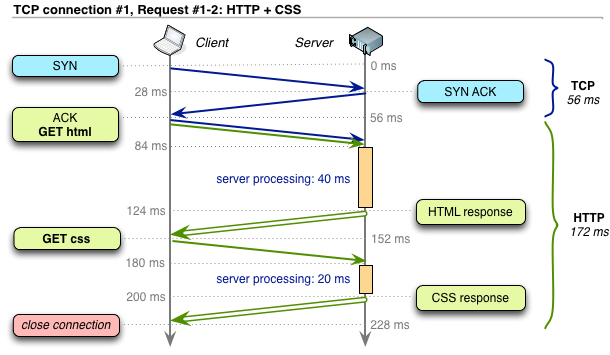 TCP connection #1, Request #1-2: HTTP + CSS
Client
Server
0 ms
SYN
TCP
56 ms
28 ms
SYN ACK
ACK
GET html
56 ms
84 ms
server processing: 40 ms
124 ms
HTML response
HTTP
172 ms
GET css
152 ms
180 ms
server processing: 20 ms
200 ms
CSS response
close connection
228 ms